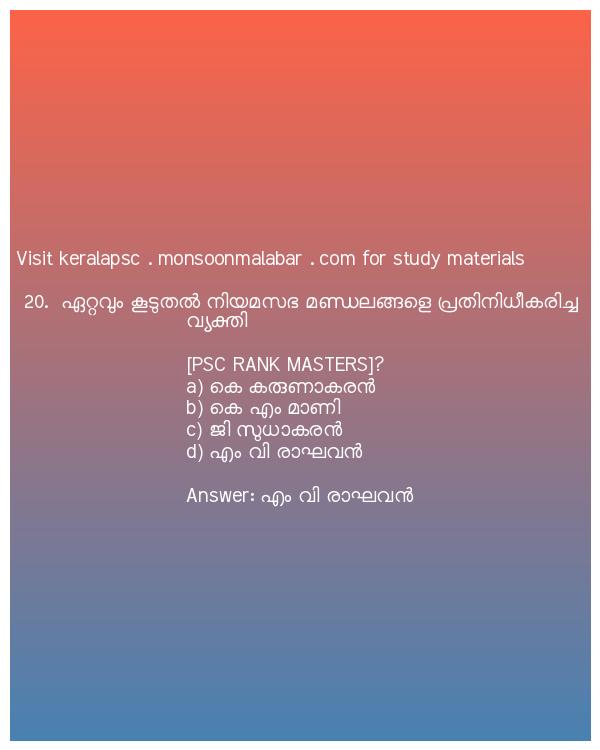 Visit keralapsc . monsoonmalabar . com for study materials
20. ഏറ്റവും കൂടുതൽ നിയമസഭ മണ്ഡലങ്ങളെ പ്രതിനിധീകരിച്ച
വ്യക്തി
[PSC RANK MASTERS]?
a) കെ കരുണാകരൻ
b) കെ എം മാണി
c) ജി സുധാകരൻ
d) എം വി രാഘവൻ
Answer: എം വി രാഘവൻ